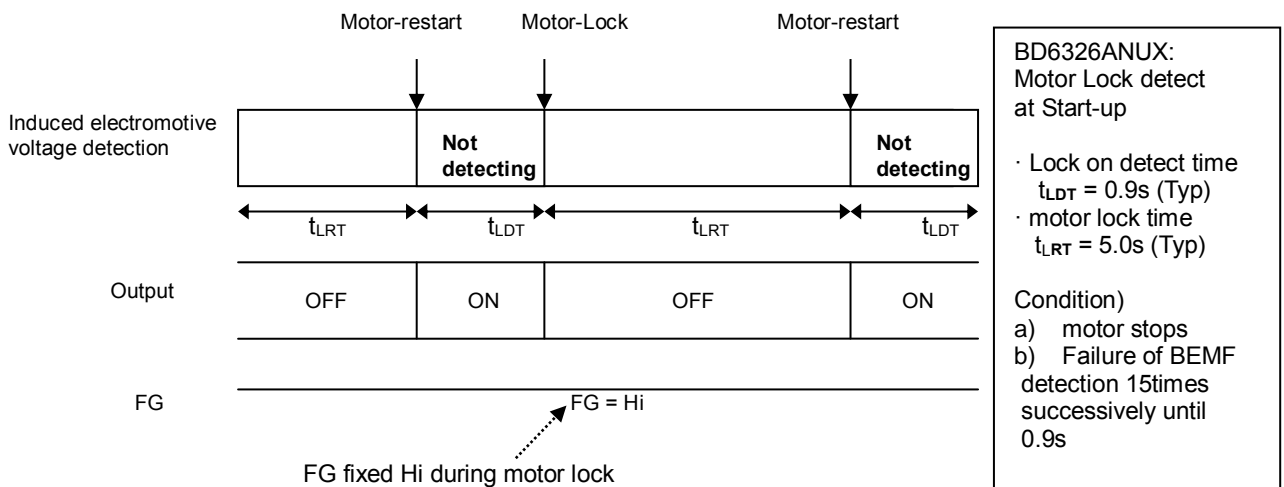 Motor-restart Motor-Lock Motor-restart
Induced electromotive
voltage detection
Not
detecting
Not
detecting
tLRT tLDT tLRT tLDT
Output OFF ON OFF ON
FG
FG = Hi
FG fixed Hi during motor lock
BD6326ANUX:
Motor Lock detect
at Start-up
· Lock on detect time
tLDT = 0.9s (Typ)
· motor lock time
tLRT = 5.0s (Typ)
Condition)
a) motor stops
b) Failure of BEMF
detection 15times
successively until
0.9s